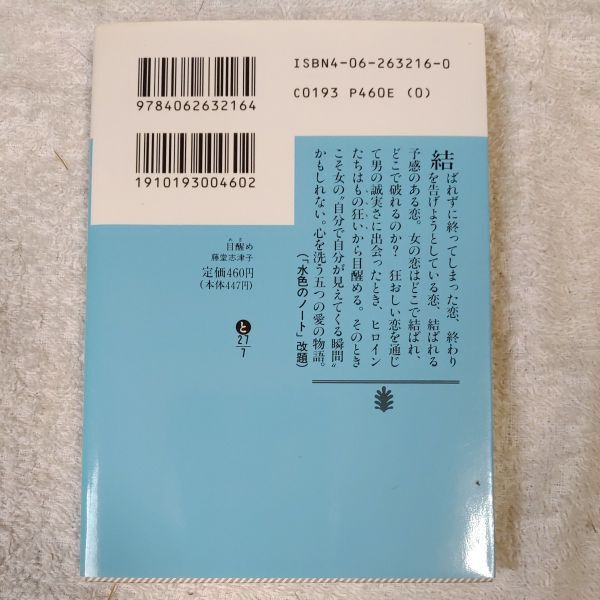 9784062632164
ISBN4-06-263216-0
C0193 P460E (0)
1910193004602
結ばれずに終ってしまった恋、終わり
を告げようとしている恋、結ばれる
予感のある恋。女の恋はどこで結ばれ、
どこで破れるのか? 狂おしい恋を通じ
て男の誠実さに出会ったとき、ヒロイン
たちはもの狂いから目醒める。そのとき
こそ女の〝自分で自分が見えてくる瞬間〟
かもしれない。心を洗う五つの愛の物語。
(「水色のノート」改題)
目醒め
めざ
藤堂志津子
定価460円
(本体447円)
と
27
7